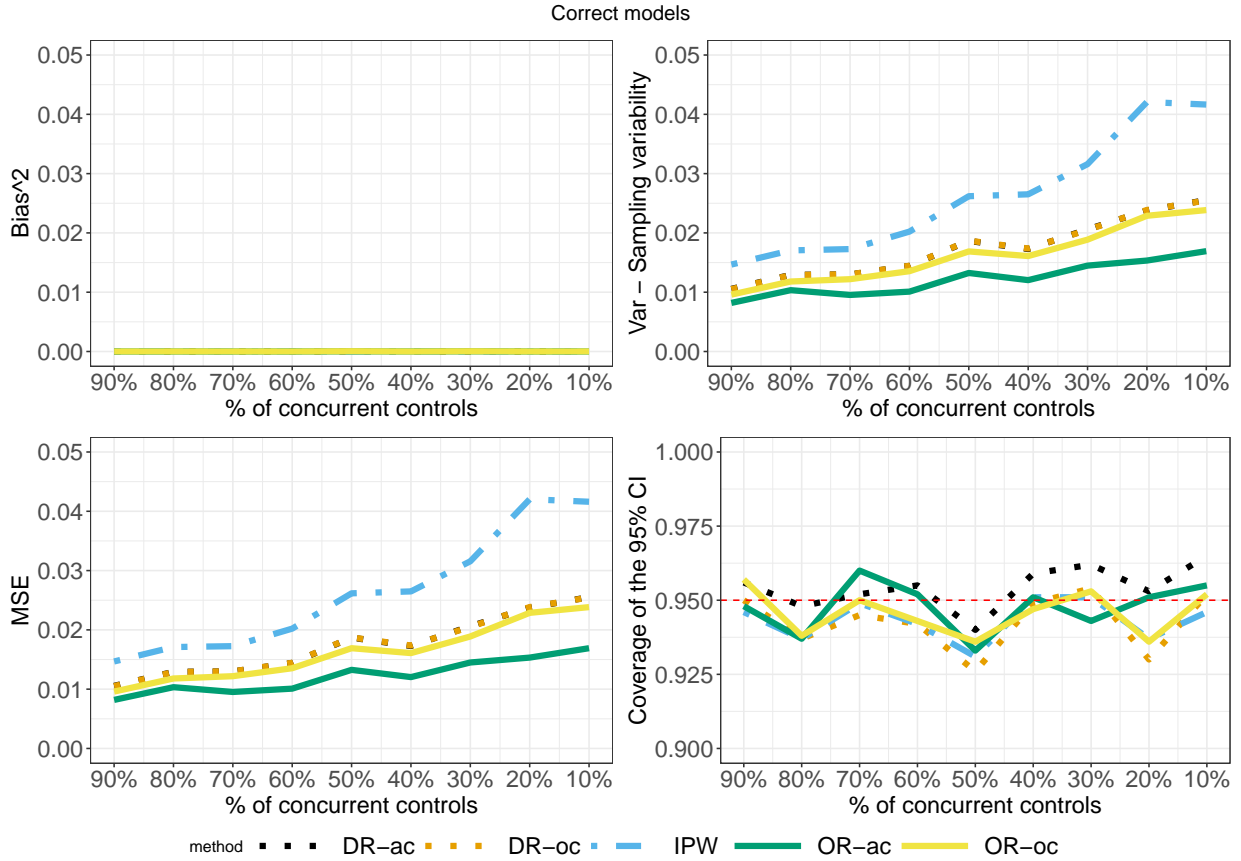 Correct models
Bias^2
0.05
0.04
0.03
0.02
0.01
0.00
90% 80% 70% 60% 50% 40% 30% 20% 10%
% of concurrent controls
Var − Sampling variability
0.05
0.04
0.03
0.02
0.01
0.00
90% 80% 70% 60% 50% 40% 30% 20% 10%
% of concurrent controls
MSE
0.05
0.04
0.03
0.02
0.01
0.00
90% 80% 70% 60% 50% 40% 30% 20% 10%
% of concurrent controls
Coverage of the 95% CI
1.000
0.975
0.950
0.925
0.900
90% 80% 70% 60% 50% 40% 30% 20% 10%
% of concurrent controls
method DR−ac DR−oc IPW OR−ac OR−oc